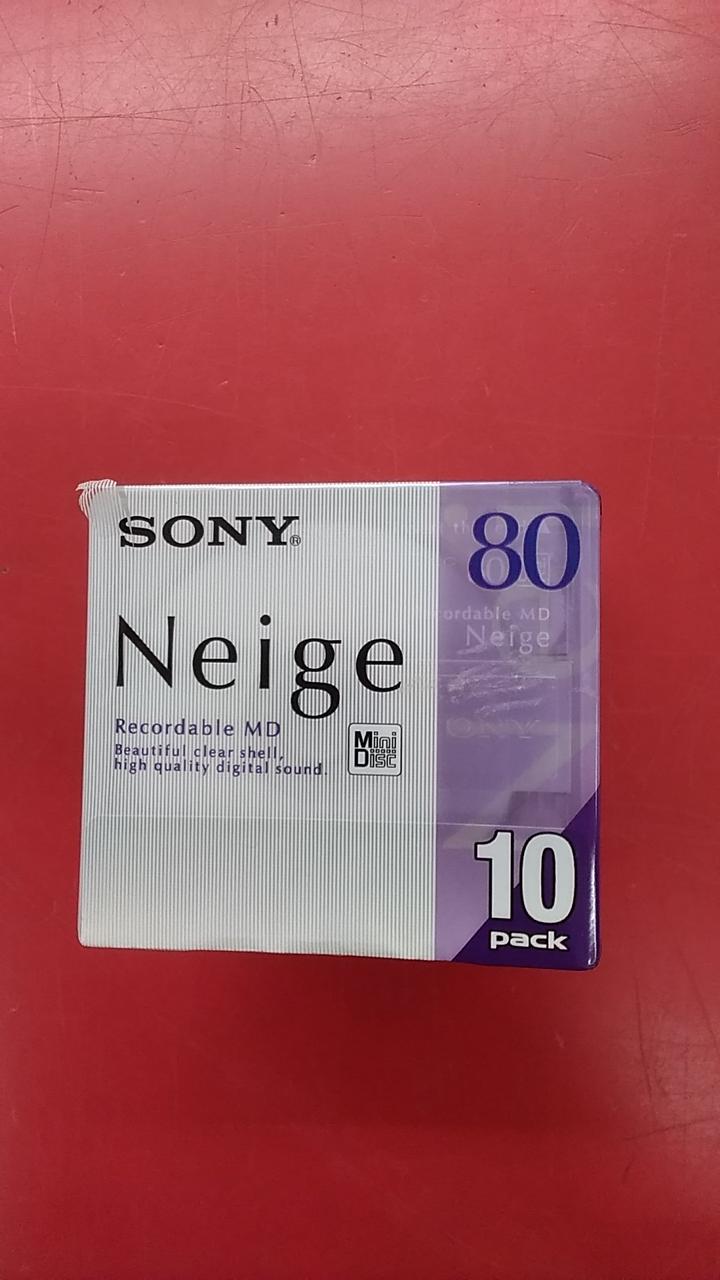 SONY®
80
Neige
ordable MD
Neige
Recordable MD
Beautiful clear shell,
high quality digital sound.
Mini
Disc
SONY
10
pack